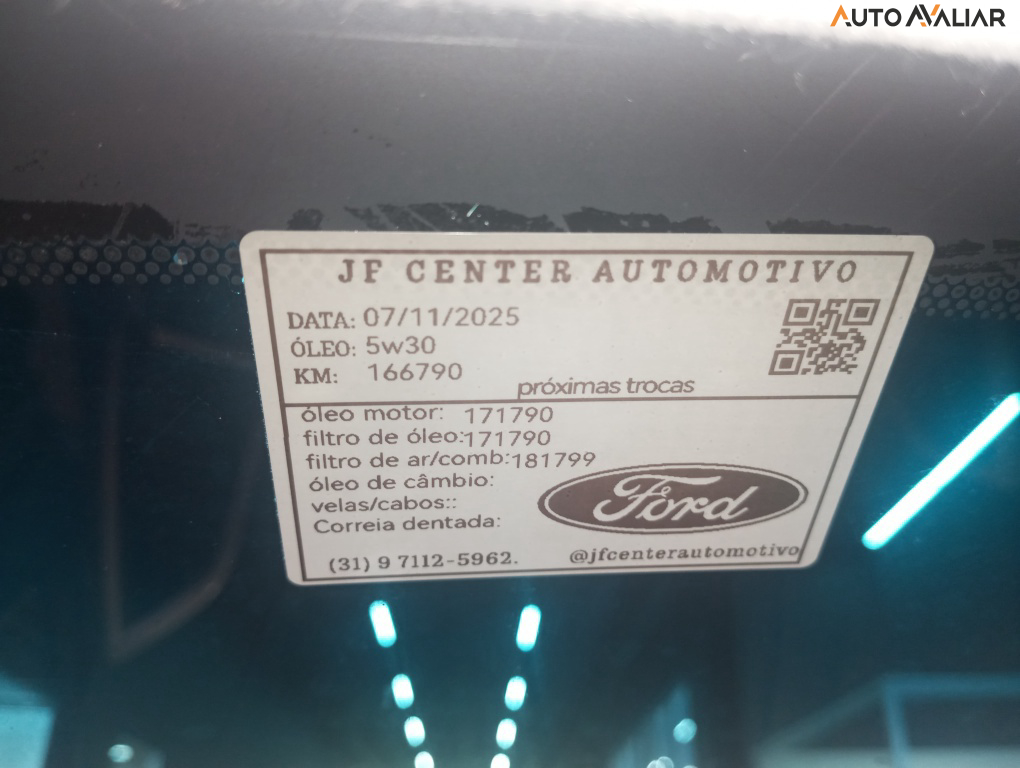 AUTO AVALIAR
JF CENTER AUTOMOTIVO
DATA: 07/11/2025
ÓLEO: 5w30
KM: 166790
próximas trocas
óleo motor: 171790
filtro de óleo:171790
filtro de ar/comb:181799
óleo de câmbio:
velas/cabos::
Correia dentada:
Ford
(31) 9 7112-5962.
@jfcenterautomotivo